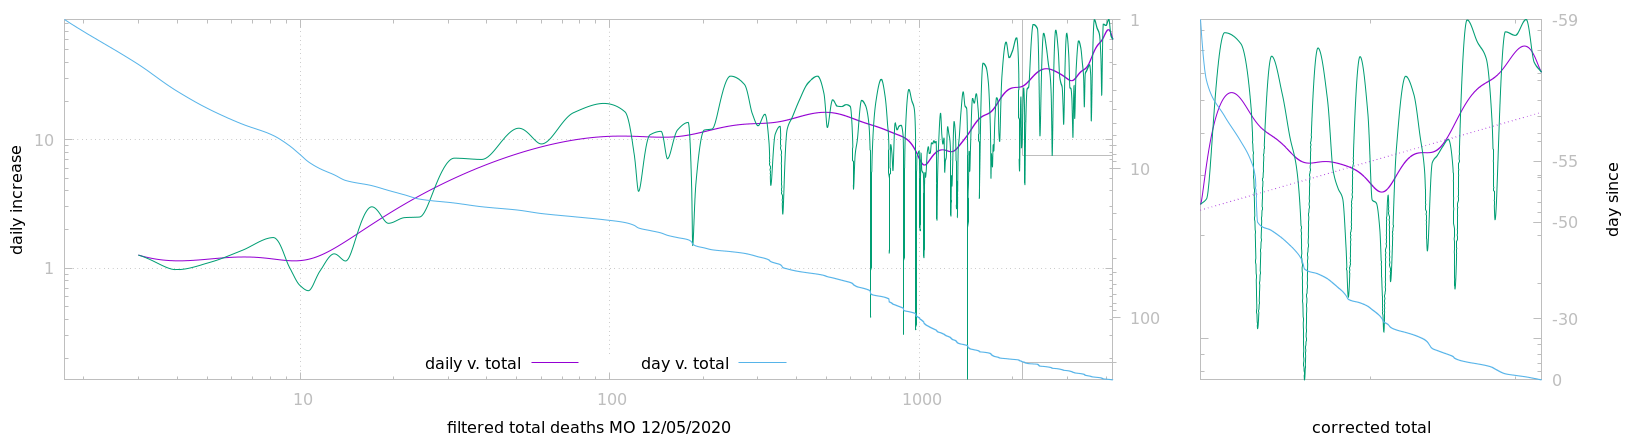 daily increase
10
1
1
10
100
daily v. total
day v. total
10
100
1000
filtered total deaths MO 12/05/2020
-59
-55
-50
-30
0
day since
corrected total